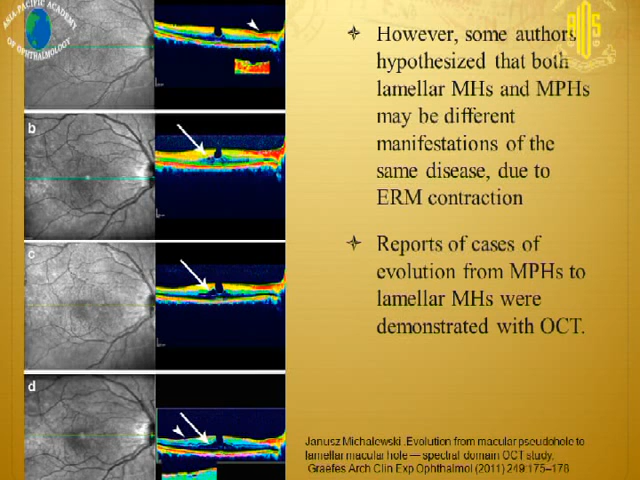 ASIA-PACIFIC ACADEMY
OF OPHTHALMOLOGY
However, some authors
hypothesized that both
lamellar MHs and MPHs
may be different
manifestations of the
same disease, due to
ERM contraction
Reports of cases of
evolution from MPHs to
lamellar MHs were
demonstrated with OCT.
b
c
d
Janusz Michalewski .Evolution from macular pseudohole to
lamellar macular hole — spectral domain OCT study,
Graefes Arch Clin Exp Ophthalmol (2011) 249:175–178